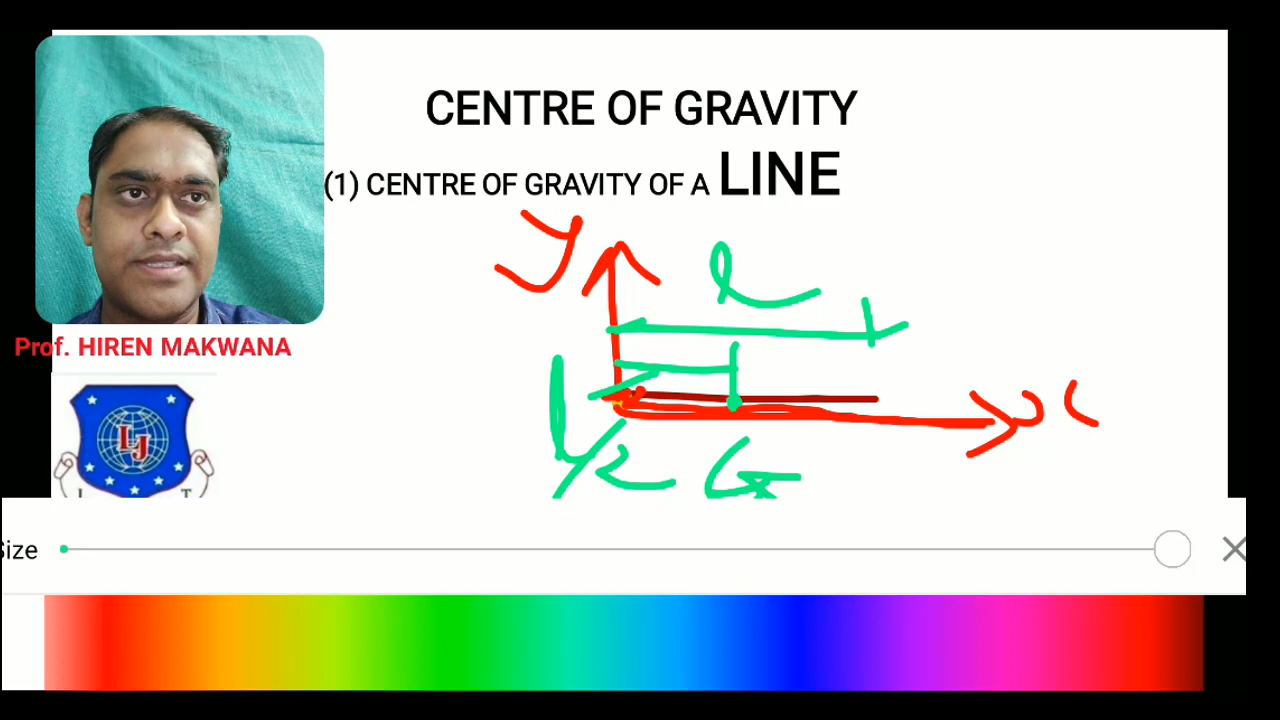 CENTRE OF GRAVITY
(1) CENTRE OF GRAVITY OF A LINE
y
l
Prof. HIREN MAKWANA
x
l/2
G
LJ
I T
Size